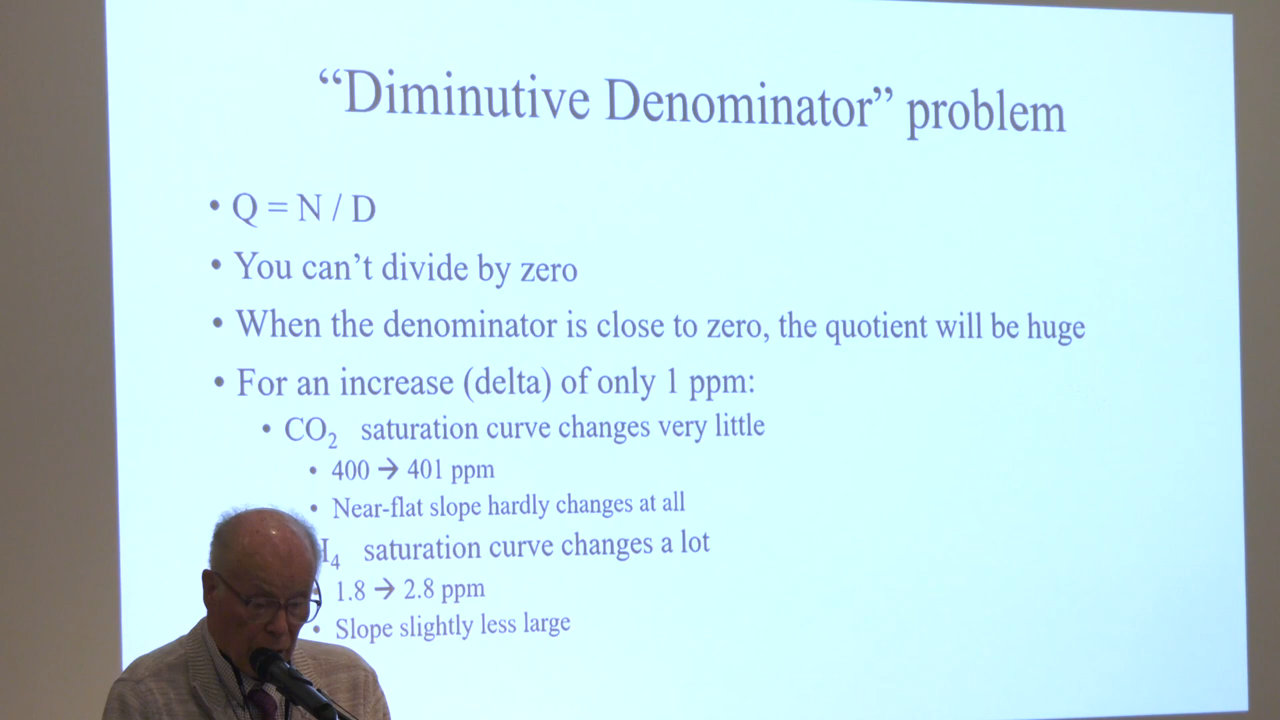 “Diminutive Denominator” problem
• Q = N / D
• You can’t divide by zero
• When the denominator is close to zero, the quotient will be huge
• For an increase (delta) of only 1 ppm:
• CO₂ saturation curve changes very little
• 400 → 401 ppm
• Near-flat slope hardly changes at all
H₄ saturation curve changes a lot
• 1.8 → 2.8 ppm
• Slope slightly less large